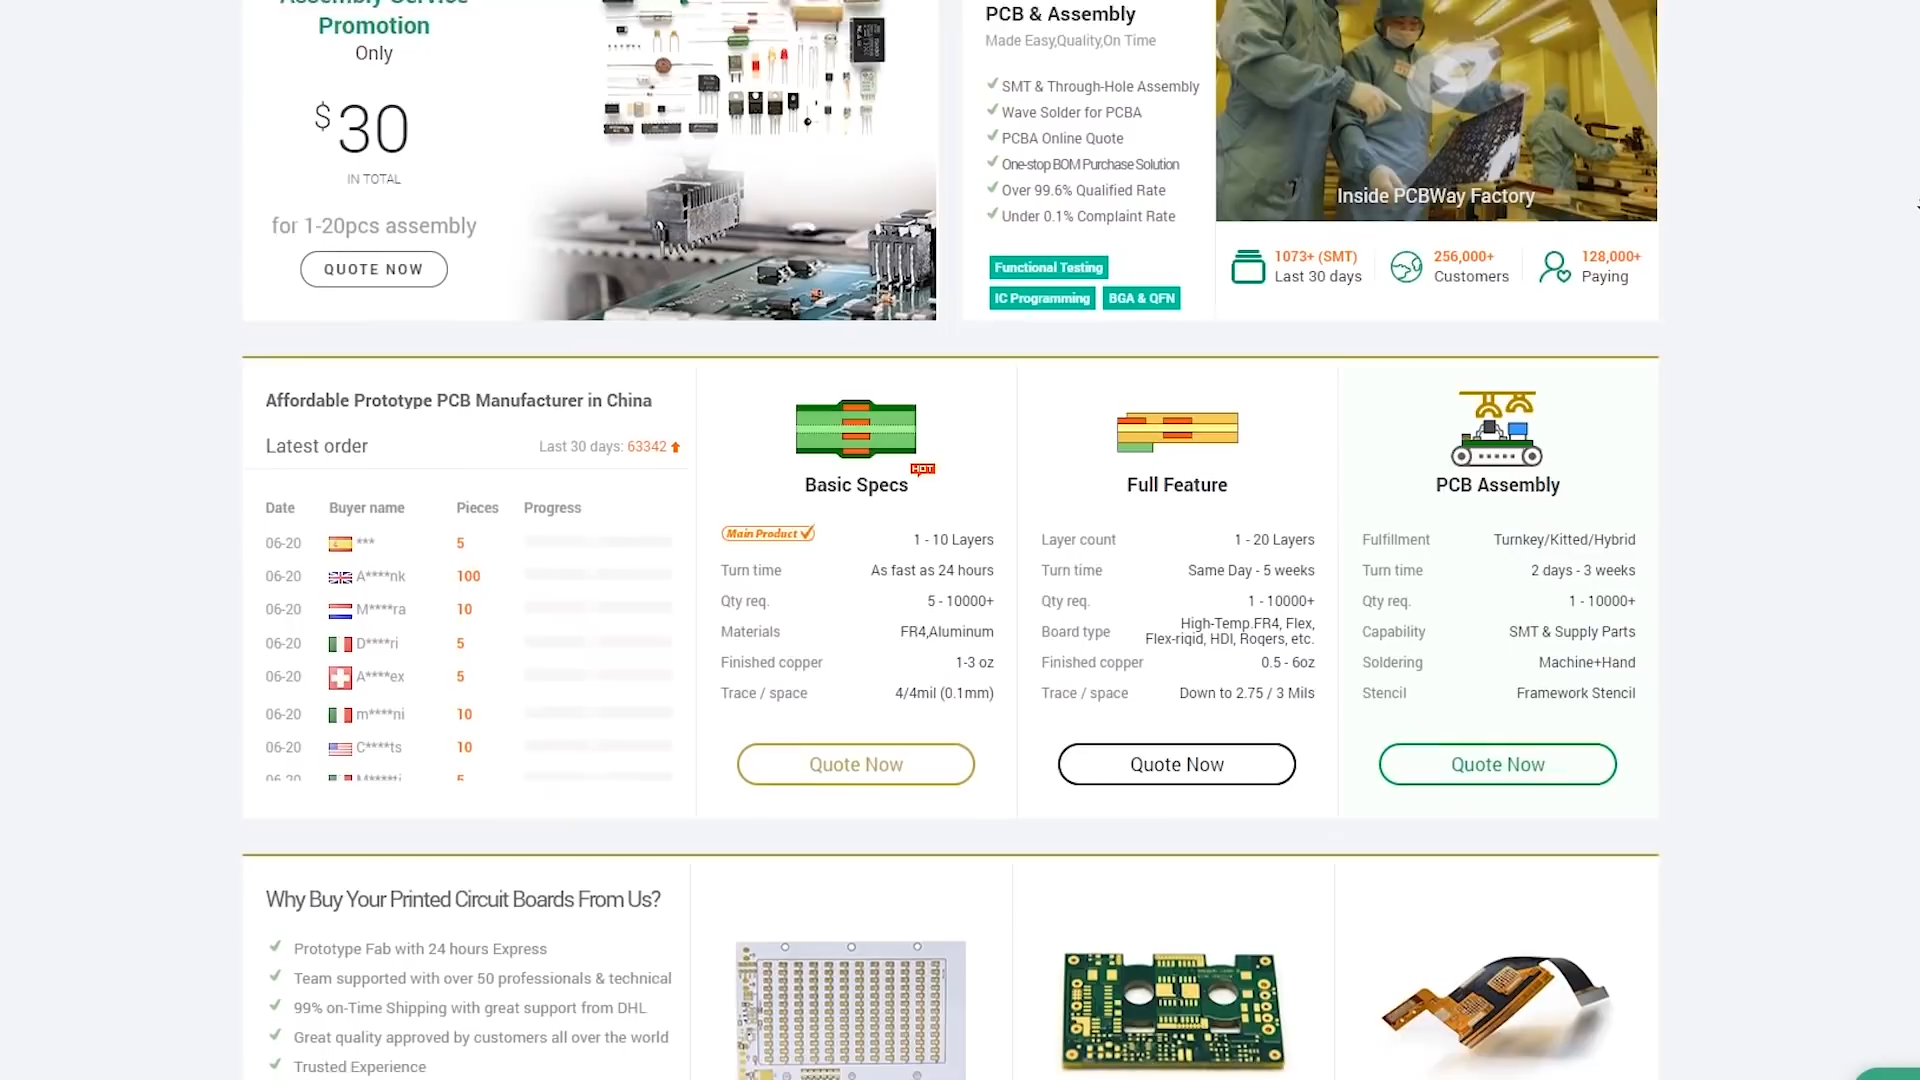 Assembly Service
Promotion
Only
$30
IN TOTAL
for 1-20pcs assembly
QUOTE NOW
PCB & Assembly
Made Easy,Quality,On Time
SMT & Through-Hole Assembly
Wave Solder for PCBA
PCBA Online Quote
One-stop BOM Purchase Solution
Over 99.6% Qualified Rate
Under 0.1% Complaint Rate
Functional Testing
IC Programming
BGA & QFN
Inside PCBWay Factory
1073+ (SMT)
Last 30 days
256,000+
Customers
128,000+
Paying
Affordable Prototype PCB Manufacturer in China
Latest order
Last 30 days: 63342
Date Buyer name Pieces Progress
06-20 *** 5
06-20 A****nk 100
06-20 M****ra 10
06-20 D****ri 5
06-20 A****ex 5
06-20 m****ni 10
06-20 C****ts 10
06-20 M****ti 5
HOT
Basic Specs
Main Product
1 - 10 Layers
Turn time As fast as 24 hours
Qty req. 5 - 10000+
Materials FR4,Aluminum
Finished copper 1-3 oz
Trace / space 4/4mil (0.1mm)
Quote Now
Full Feature
Layer count 1 - 20 Layers
Turn time Same Day - 5 weeks
Qty req. 1 - 10000+
Board type High-Temp.FR4, Flex,
Flex-rigid, HDI, Rogers, etc.
Finished copper 0.5 - 6oz
Trace / space Down to 2.75 / 3 Mils
Quote Now
PCB Assembly
Fulfillment Turnkey/Kitted/Hybrid
Turn time 2 days - 3 weeks
Qty req. 1 - 10000+
Capability SMT & Supply Parts
Soldering Machine+Hand
Stencil Framework Stencil
Quote Now
Why Buy Your Printed Circuit Boards From Us?
Prototype Fab with 24 hours Express
Team supported with over 50 professionals & technical
99% on-Time Shipping with great support from DHL
Great quality approved by customers all over the world
Trusted Experience